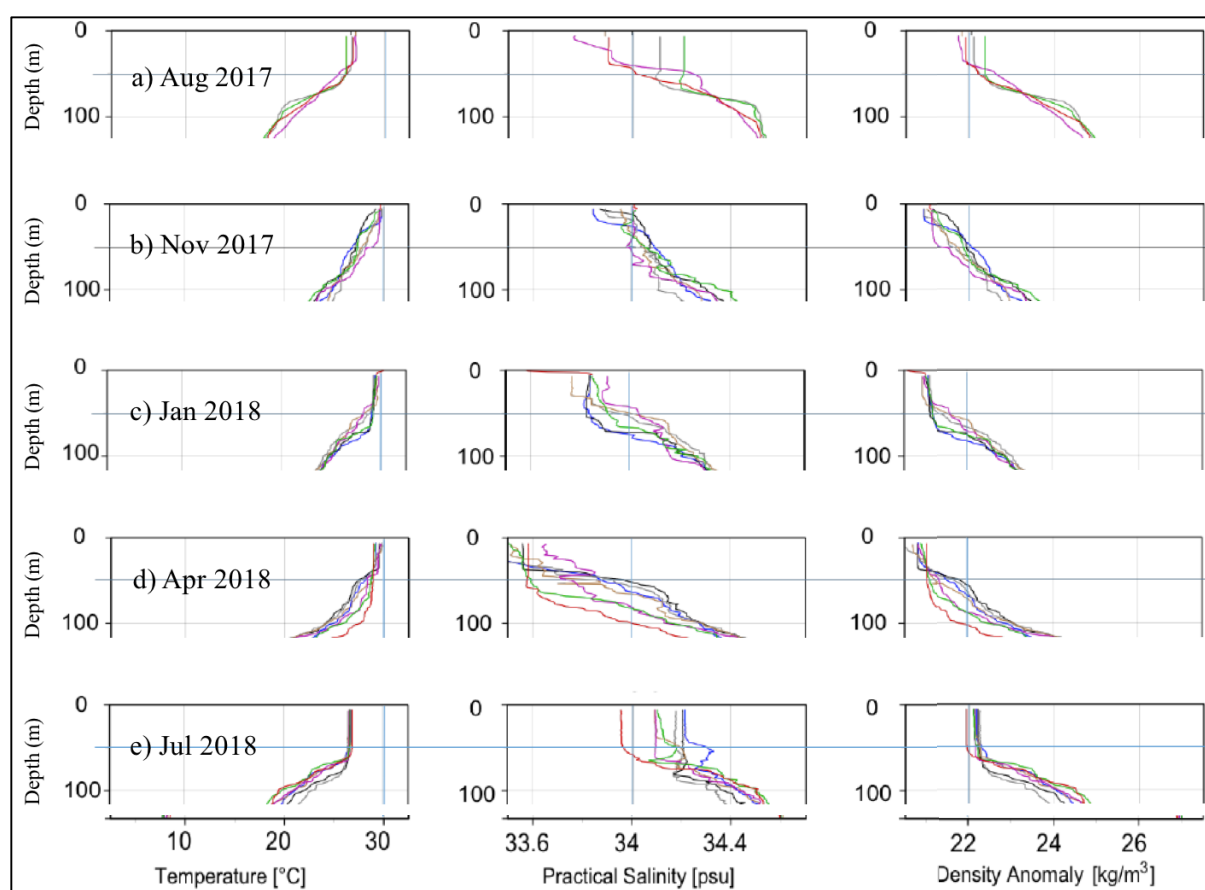 0
0
0
Depth (m)
a) Aug 2017
100
100
100
0
0
0
Depth (m)
b) Nov 2017
100
100
100
0
0
0
Depth (m)
c) Jan 2018
100
100
100
0
0
0
Depth (m)
d) Apr 2018
100
100
100
0
0
0
Depth (m)
e) Jul 2018
100
100
100
10 20 30
33.6 34 34.4
22 24 26
Temperature [°C]
Practical Salinity [psu]
Density Anomaly [kg/m³]